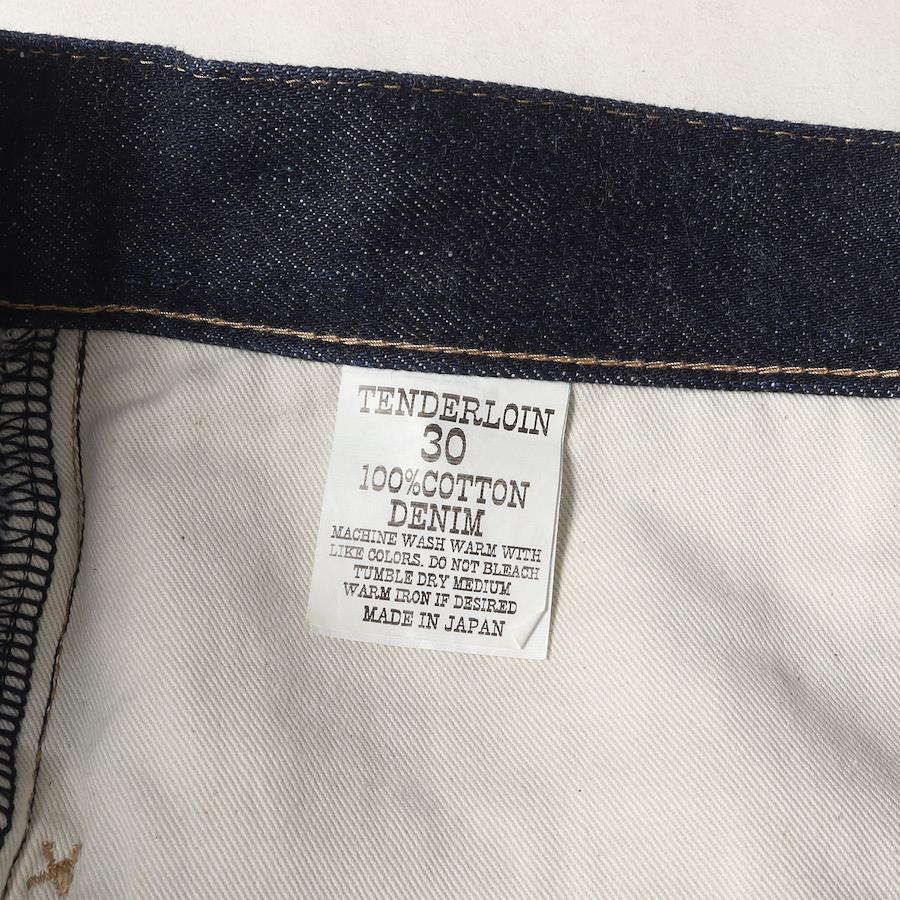 TENDERLOIN
30
100%COTTON
DENIM
MACHINE WASH WARM WITH
LIKE COLORS. DO NOT BLEACH
TUMBLE DRY MEDIUM
WARM IRON IF DESIRED
MADE IN JAPAN